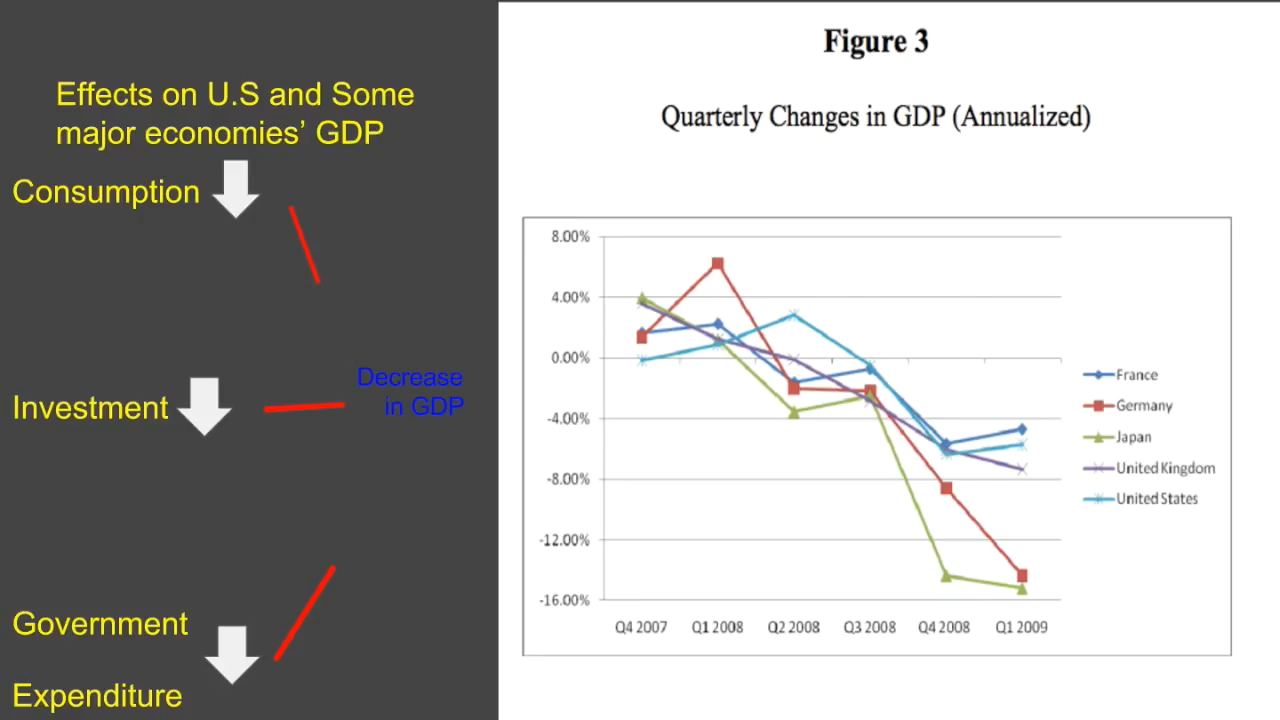 Effects on U.S and Some
major economies’ GDP
Consumption
Investment
Decrease
in GDP
Government
Expenditure
Figure 3
Quarterly Changes in GDP (Annualized)
8.00%
4.00%
0.00%
-4.00%
-8.00%
-12.00%
-16.00%
Q4 2007 Q1 2008 Q2 2008 Q3 2008 Q4 2008 Q1 2009
France
Germany
Japan
United Kingdom
United States